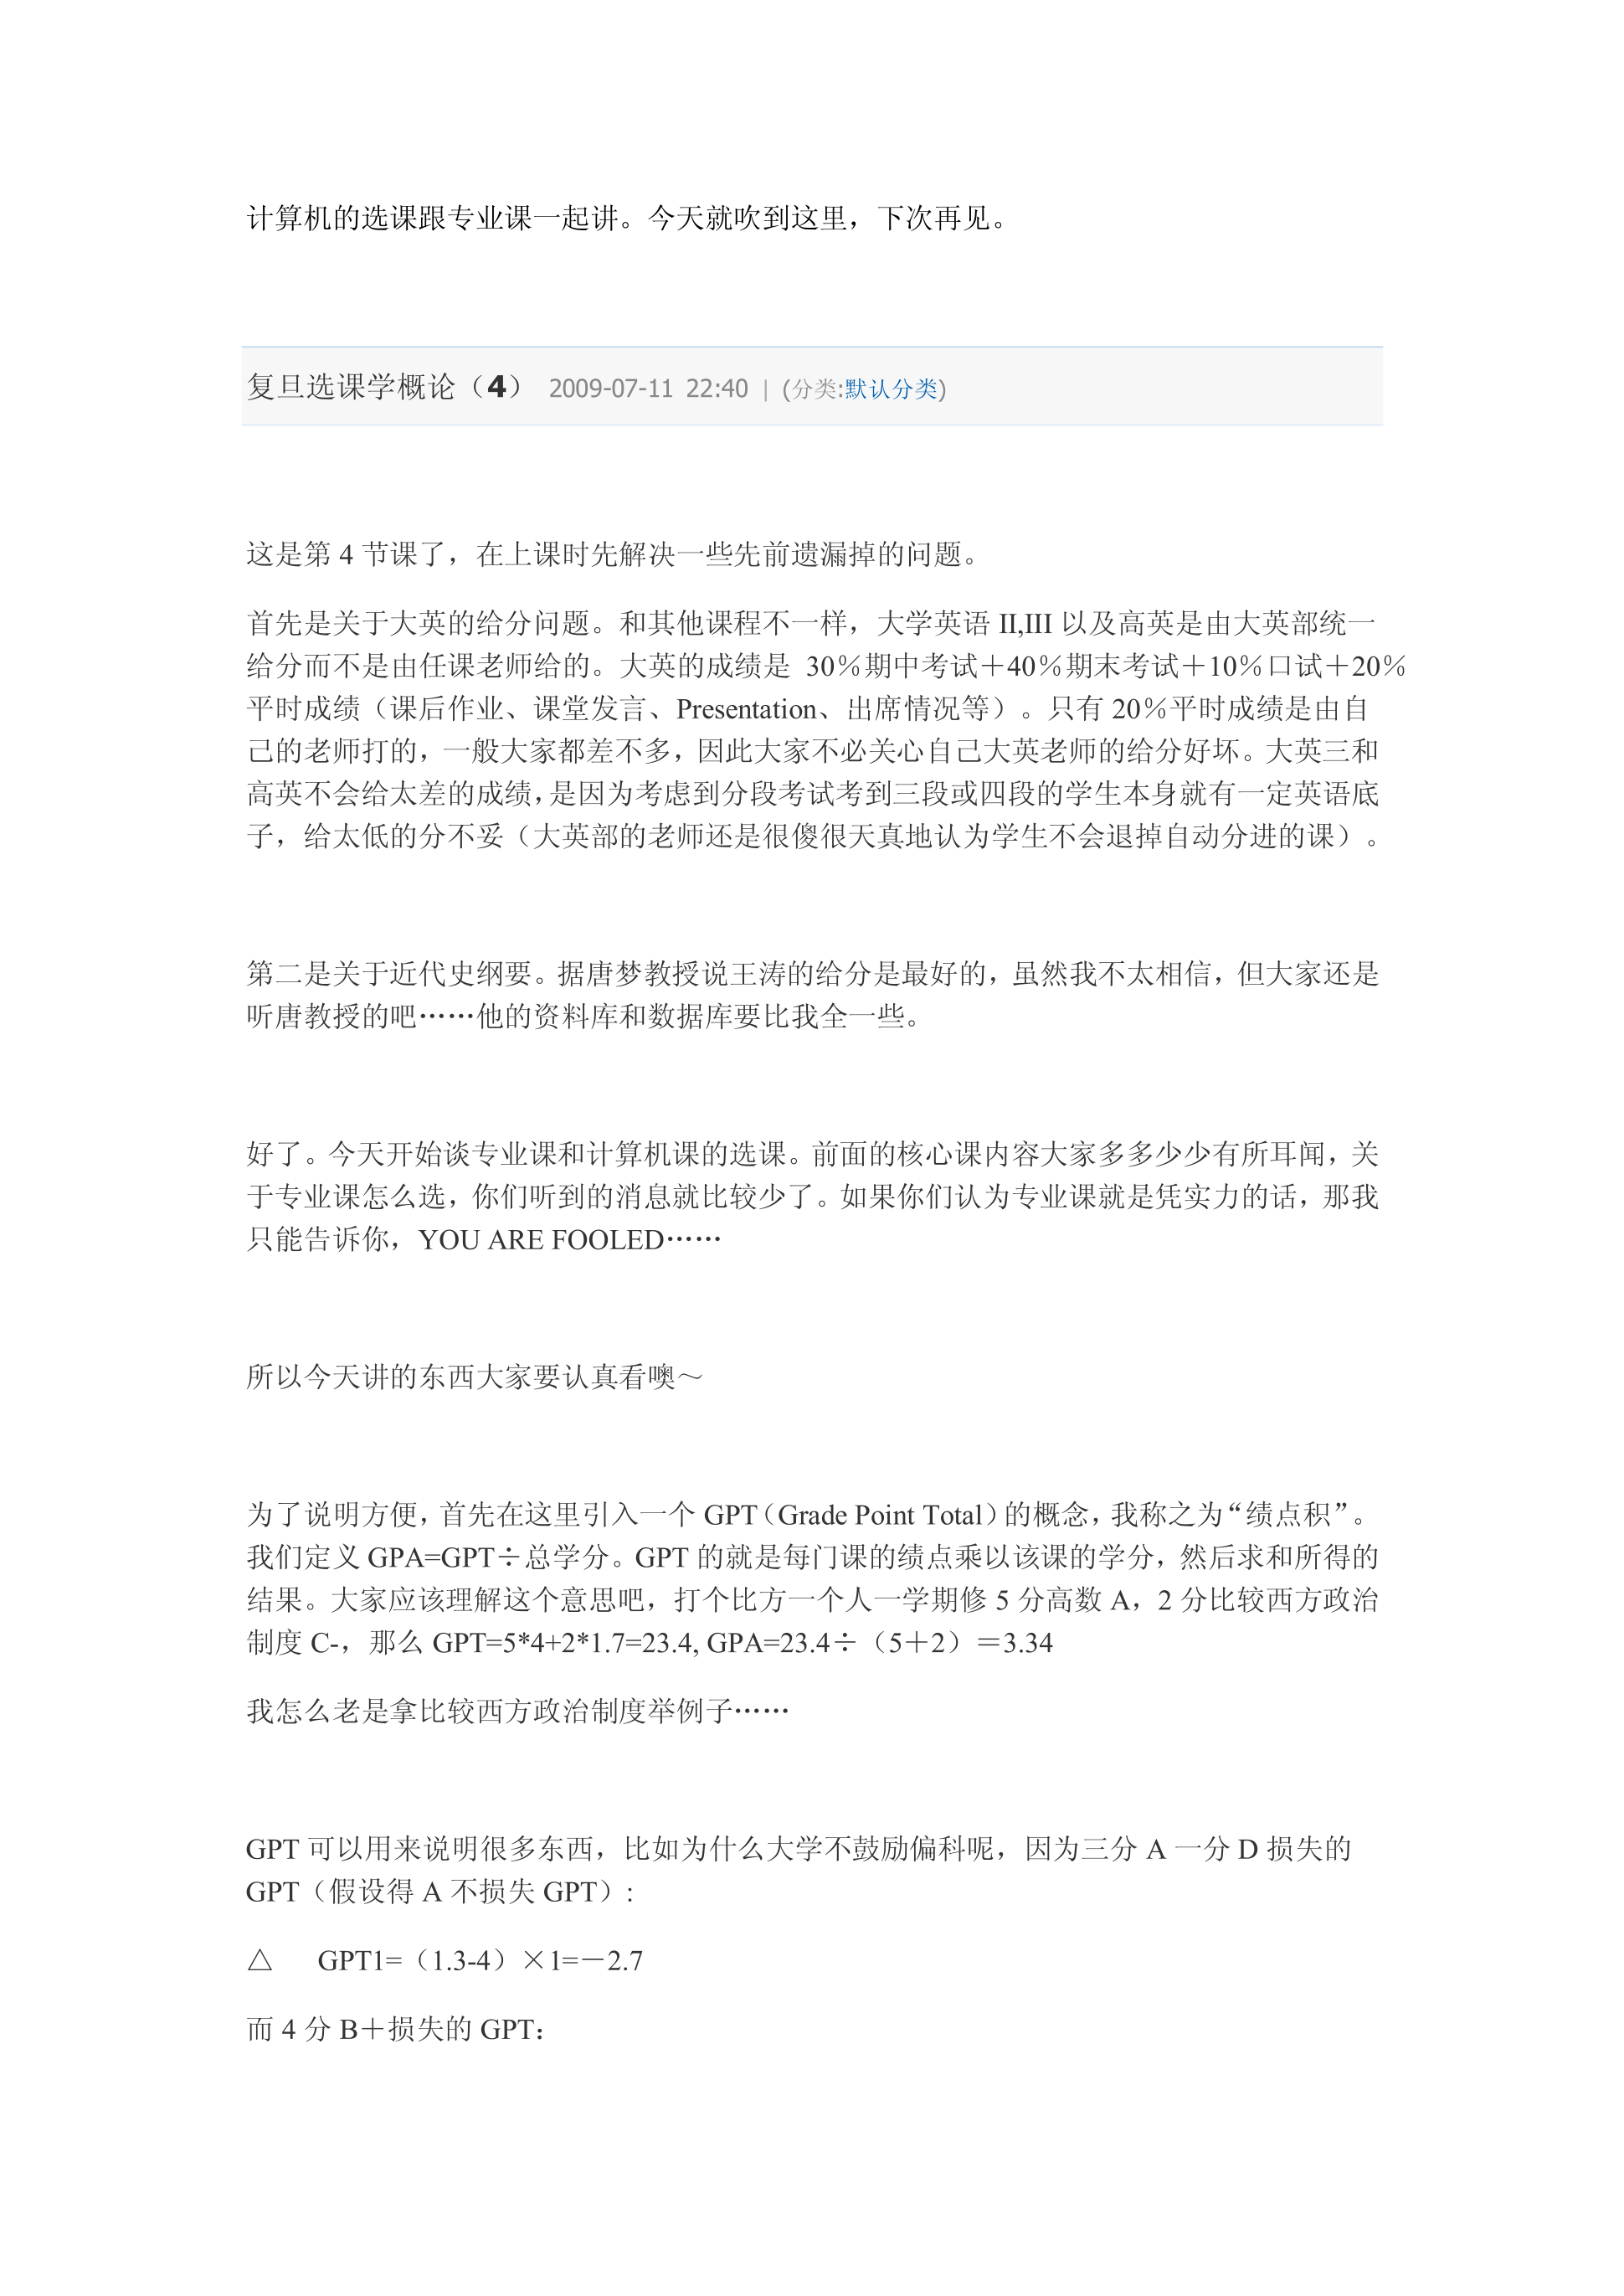 计算机的选课跟专业课一起讲。今天就吹到这里，下次再见。
复旦选课学概论（4） 2009-07-11 22:40 | (分类:默认分类)
这是第 4 节课了，在上课时先解决一些先前遗漏掉的问题。
首先是关于大英的给分问题。和其他课程不一样，大学英语 II,III 以及高英是由大英部统一
给分而不是由任课老师给的。大英的成绩是 30％期中考试＋40％期末考试＋10％口试＋20％
平时成绩（课后作业、课堂发言、Presentation、出席情况等）。只有 20％平时成绩是由自
己的老师打的，一般大家都差不多，因此大家不必关心自己大英老师的给分好坏。大英三和
高英不会给太差的成绩，是因为考虑到分段考试考到三段或四段的学生本身就有一定英语底
子，给太低的分不妥（大英部的老师还是很傻很天真地认为学生不会退掉自动分进的课）。
第二是关于近代史纲要。据唐梦教授说王涛的给分是最好的，虽然我不太相信，但大家还是
听唐教授的吧……他的资料库和数据库要比我全一些。
好了。今天开始谈专业课和计算机课的选课。前面的核心课内容大家多多少少有所耳闻，关
于专业课怎么选，你们听到的消息就比较少了。如果你们认为专业课就是凭实力的话，那我
只能告诉你，YOU ARE FOOLED……
所以今天讲的东西大家要认真看噢～
为了说明方便，首先在这里引入一个 GPT（Grade Point Total）的概念，我称之为“绩点积”。
我们定义 GPA=GPT÷总学分。GPT 的就是每门课的绩点乘以该课的学分，然后求和所得的
结果。大家应该理解这个意思吧，打个比方一个人一学期修 5 分高数 A，2 分比较西方政治
制度 C-，那么 GPT=5*4+2*1.7=23.4, GPA=23.4÷（5＋2）＝3.34
我怎么老是拿比较西方政治制度举例子……
GPT 可以用来说明很多东西，比如为什么大学不鼓励偏科呢，因为三分 A 一分 D 损失的
GPT（假设得 A 不损失 GPT）：
△ GPT1=（1.3-4）×1=－2.7
而 4 分 B＋损失的 GPT：